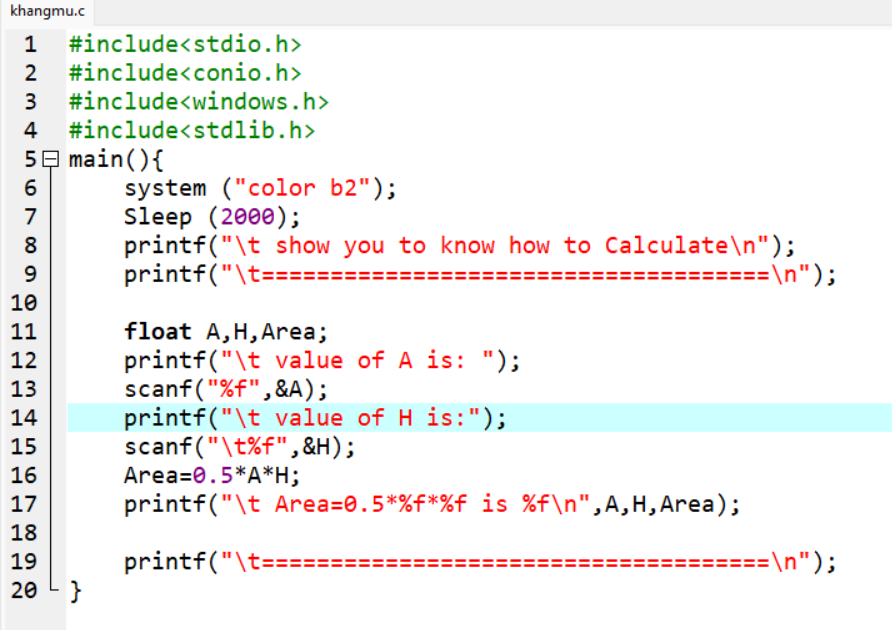 khangmu.c
1 #include<stdio.h>
2 #include<conio.h>
3 #include<windows.h>
4 #include<stdlib.h>
5 main(){
6 system ("color b2");
7 Sleep (2000);
8 printf("\t show you to know how to Calculate\n");
9 printf("\t=====================================\n");
10
11 float A,H,Area;
12 printf("\t value of A is: ");
13 scanf("%f",&A);
14 printf("\t value of H is:");
15 scanf("\t%f",&H);
16 Area=0.5*A*H;
17 printf("\t Area=0.5*%f*%f is %f\n",A,H,Area);
18
19 printf("\t=====================================\n");
20 }